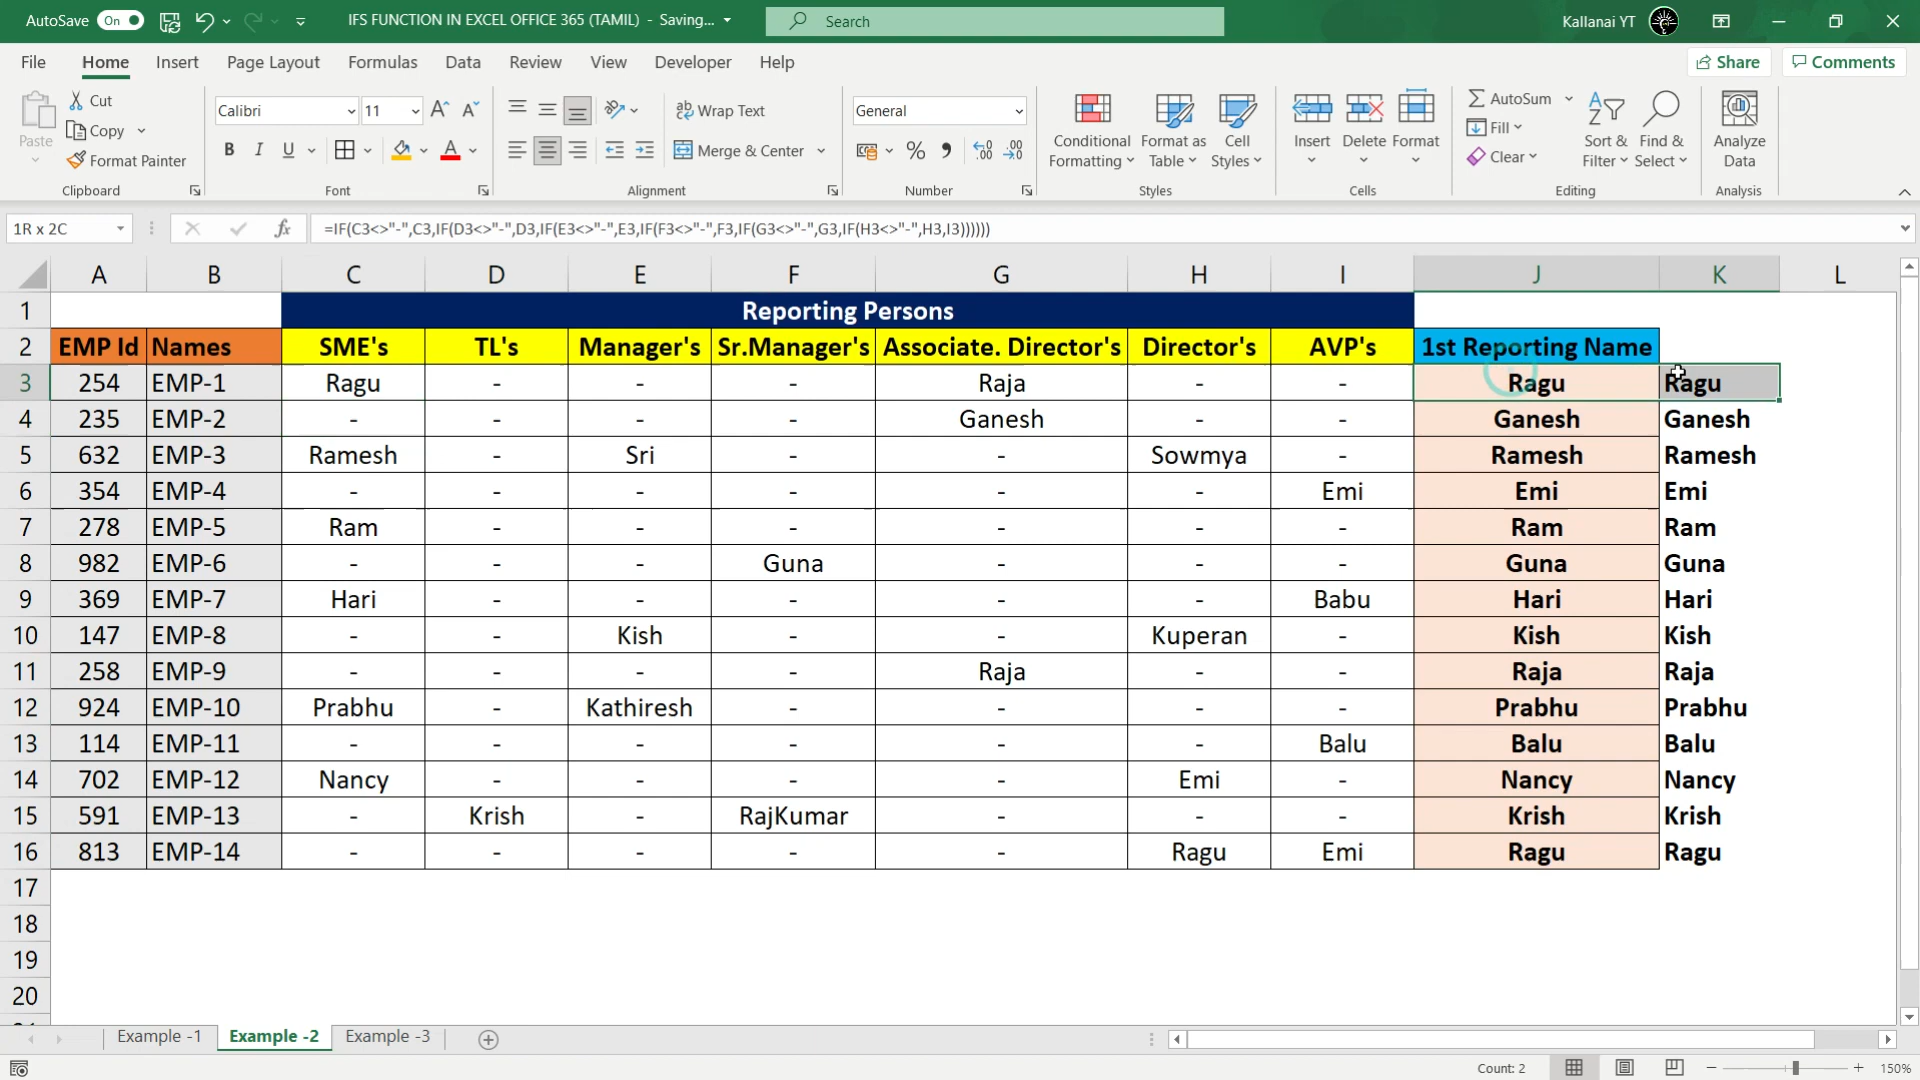 AutoSave On IFS FUNCTION IN EXCEL OFFICE 365 (TAMIL) - Saving... Search Kallanai YT
File Home Insert Page Layout Formulas Data Review View Developer Help Share Comments
Paste Cut Copy Format Painter Clipboard
Calibri 11 B I U Font
Wrap Text Merge & Center Alignment
General % , Number
Conditional Formatting Format as Table Cell Styles Styles
Insert Delete Format Cells
AutoSum Fill Clear Sort & Filter Find & Select Editing
Analyze Data Analysis
1R x 2C fx =IF(C3<>"-",C3,IF(D3<>"-",D3,IF(E3<>"-",E3,IF(F3<>"-",F3,IF(G3<>"-",G3,IF(H3<>"-",H3,I3))))))
A B C D E F G H I J K L
1 Reporting Persons
2 EMP Id Names SME's TL's Manager's Sr.Manager's Associate. Director's Director's AVP's 1st Reporting Name
3 254 EMP-1 Ragu - - - Raja - - Ragu Ragu
4 235 EMP-2 - - - - Ganesh - - Ganesh Ganesh
5 632 EMP-3 Ramesh - Sri - - Sowmya - Ramesh Ramesh
6 354 EMP-4 - - - - - - Emi Emi Emi
7 278 EMP-5 Ram - - - - - - Ram Ram
8 982 EMP-6 - - - Guna - - - Guna Guna
9 369 EMP-7 Hari - - - - - Babu Hari Hari
10 147 EMP-8 - - Kish - - Kuperan - Kish Kish
11 258 EMP-9 - - - - Raja - - Raja Raja
12 924 EMP-10 Prabhu - Kathiresh - - - - Prabhu Prabhu
13 114 EMP-11 - - - - - - Balu Balu Balu
14 702 EMP-12 Nancy - - - - Emi - Nancy Nancy
15 591 EMP-13 - Krish - RajKumar - - - Krish Krish
16 813 EMP-14 - - - - - Ragu Emi Ragu Ragu
17
18
19
20
Example -1 Example -2 Example -3
Count: 2 150%